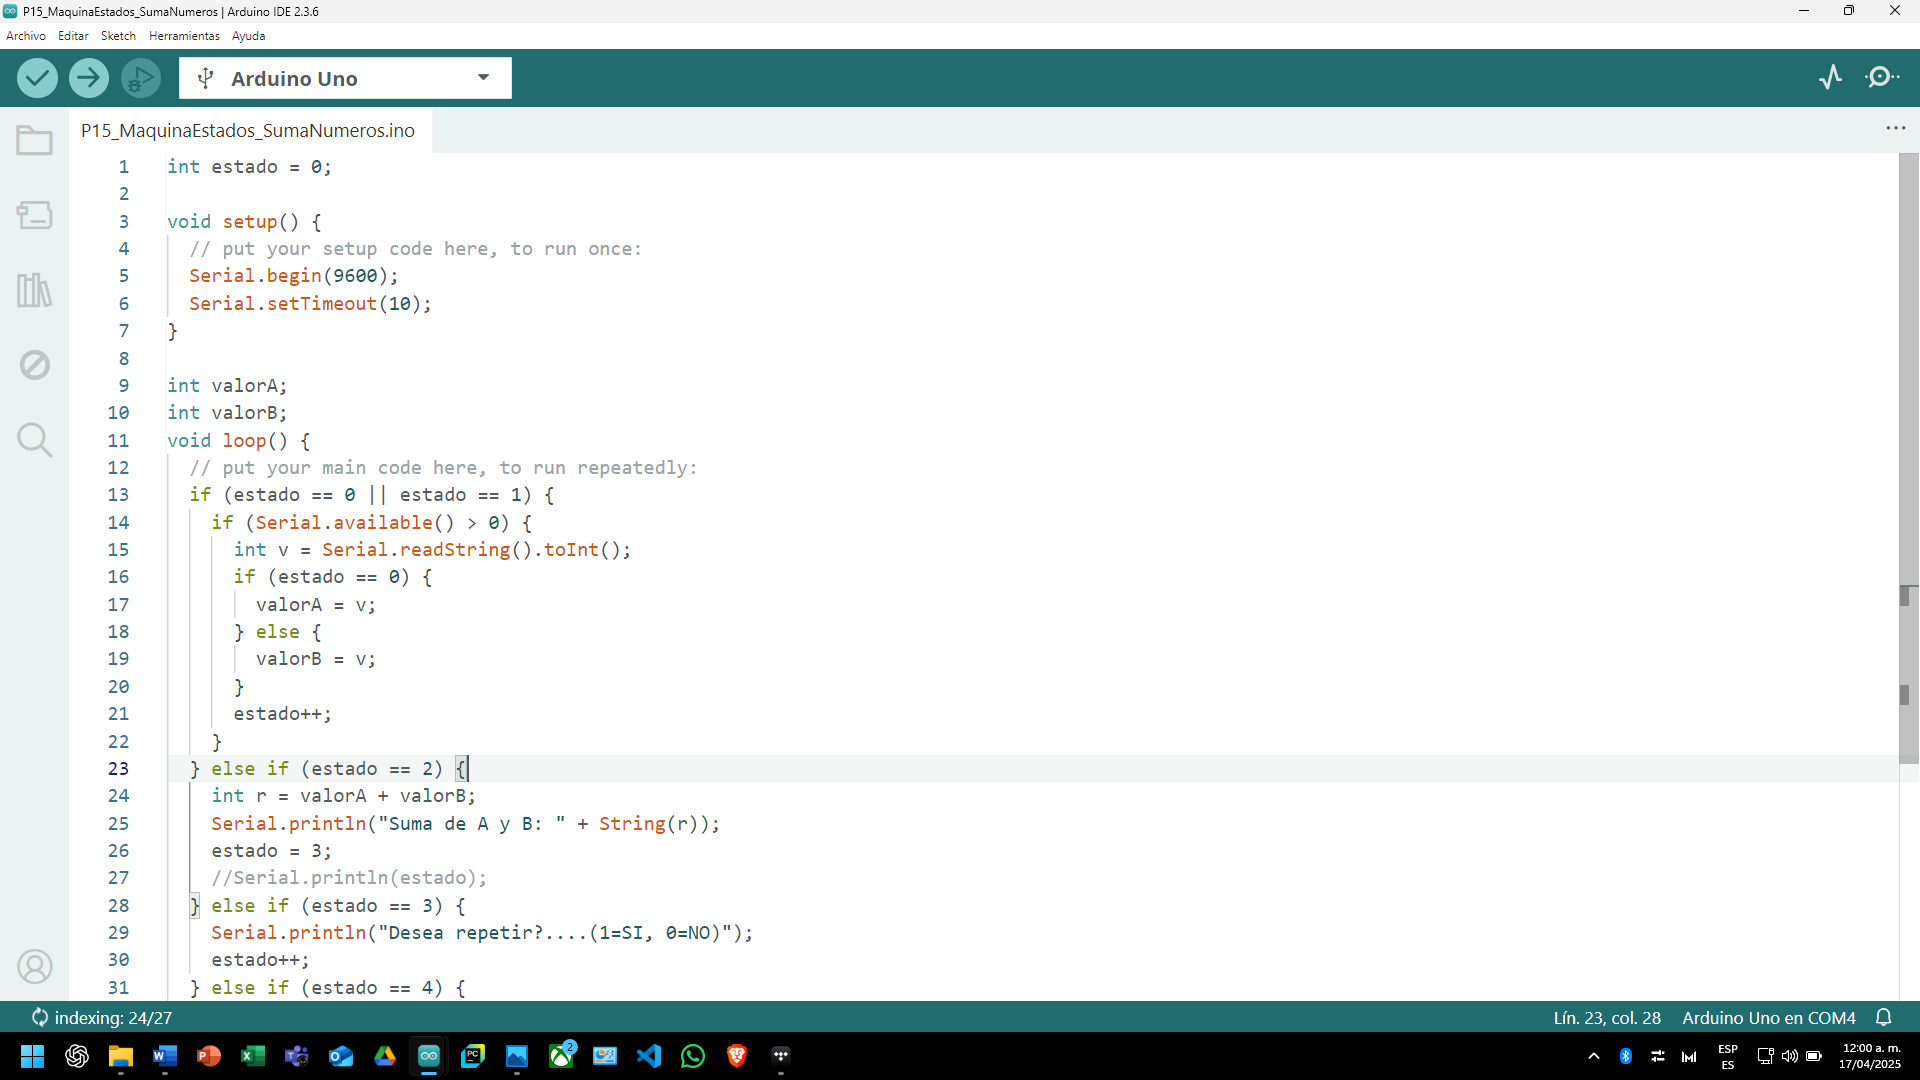 P15_MaquinaEstados_SumaNumeros | Arduino IDE 2.3.6
Archivo Editar Sketch Herramientas Ayuda
Arduino Uno
P15_MaquinaEstados_SumaNumeros.ino
1 int estado = 0;
2
3 void setup() {
4 // put your setup code here, to run once:
5 Serial.begin(9600);
6 Serial.setTimeout(10);
7 }
8
9 int valorA;
10 int valorB;
11 void loop() {
12 // put your main code here, to run repeatedly:
13 if (estado == 0 || estado == 1) {
14 if (Serial.available() > 0) {
15 int v = Serial.readString().toInt();
16 if (estado == 0) {
17 valorA = v;
18 } else {
19 valorB = v;
20 }
21 estado++;
22 }
23 } else if (estado == 2) {
24 int r = valorA + valorB;
25 Serial.println("Suma de A y B: " + String(r));
26 estado = 3;
27 //Serial.println(estado);
28 } else if (estado == 3) {
29 Serial.println("Desea repetir?....(1=SI, 0=NO)");
30 estado++;
31 } else if (estado == 4) {
indexing: 24/27
Lín. 23, col. 28 Arduino Uno en COM4
2
ESP
ES
12:00 a. m.
17/04/2025